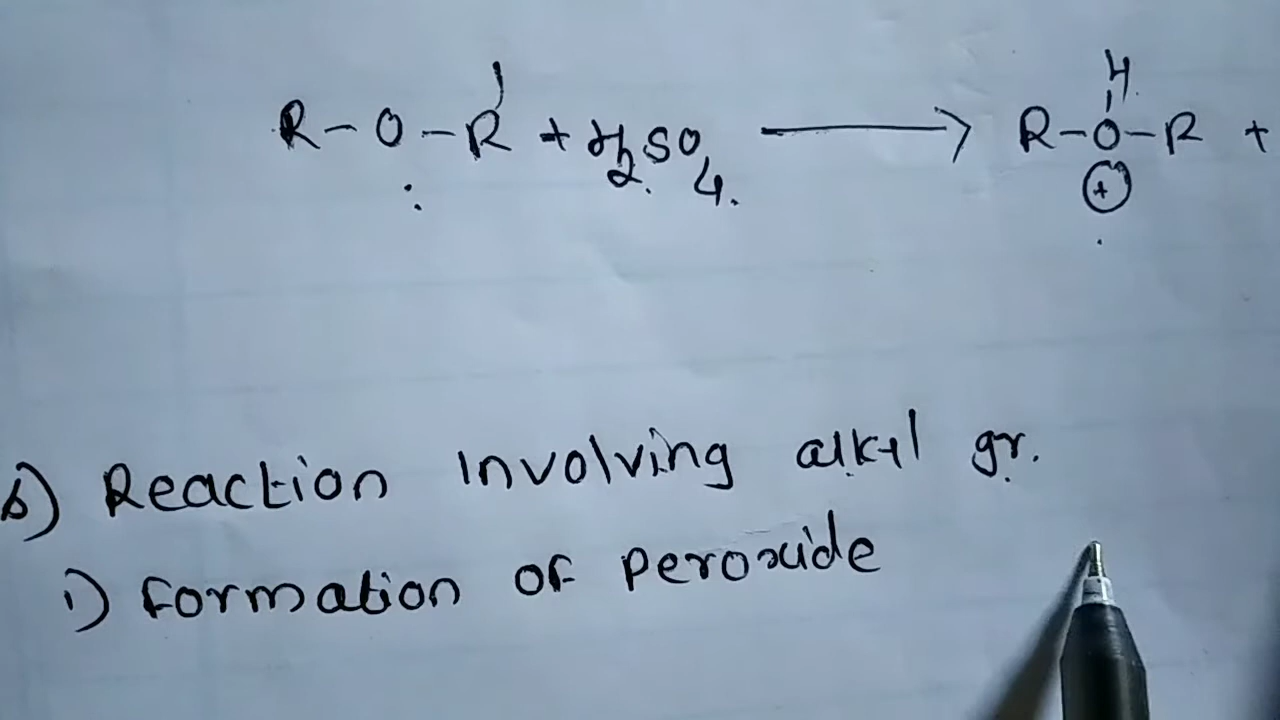 R-O-R' + H2SO4. → R-O-R +
H
+
b) Reaction Involving alkyl gr.
i) Formation of peroxide